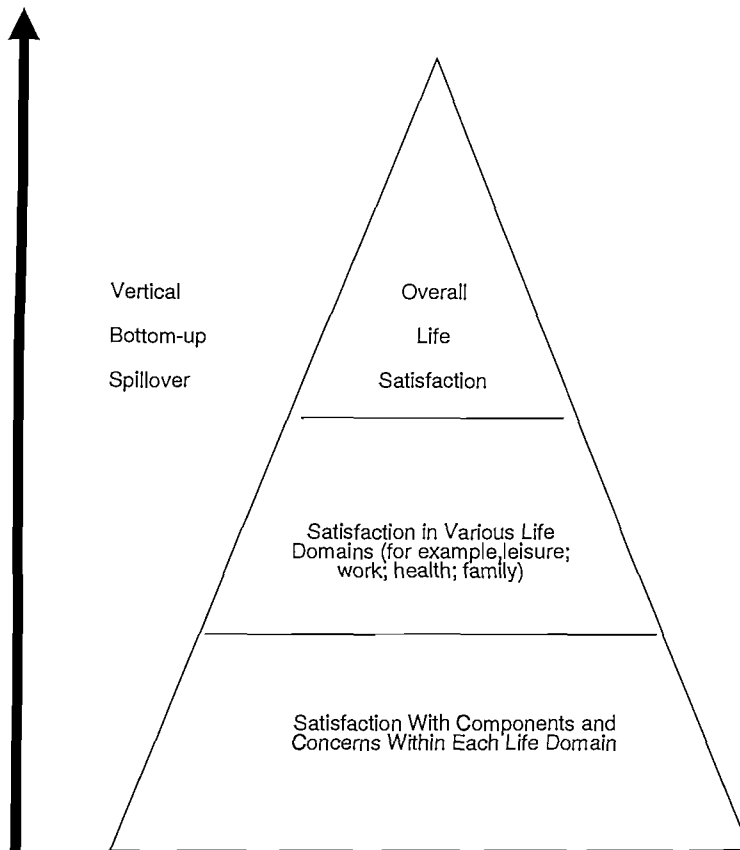 Vertical
Bottom-up
Spillover
Overall
Life
Satisfaction
Satisfaction in Various Life
Domains (for example,leisure;
work; health; family)
Satisfaction With Components and
Concerns Within Each Life Domain